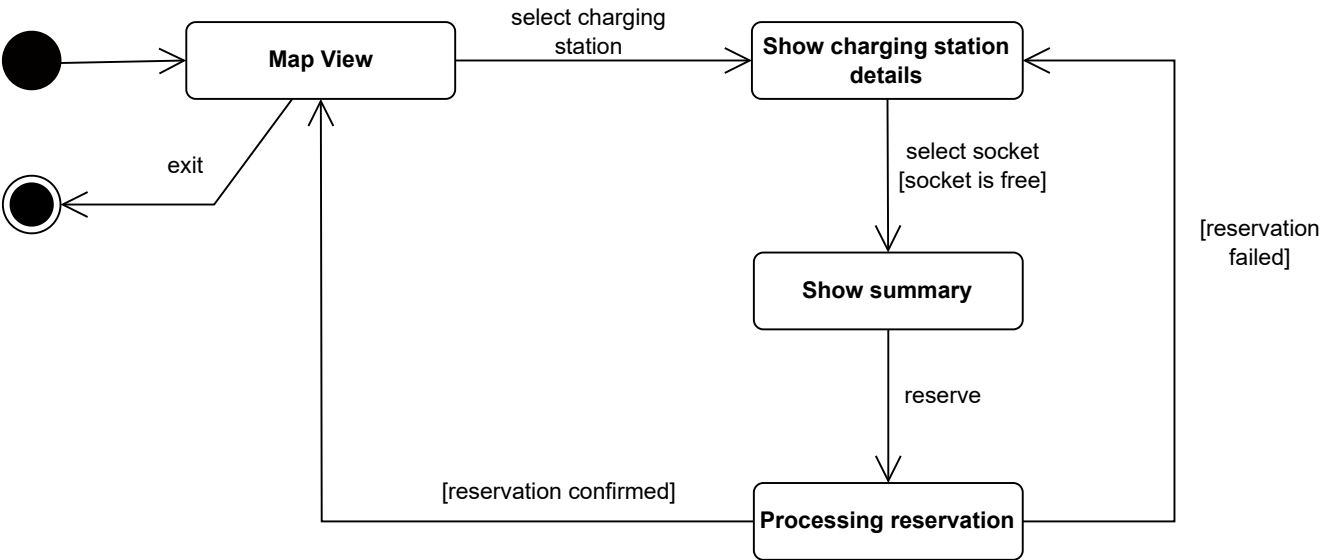 select charging
station
Map View
Show charging station
details
exit
select socket
[socket is free]
[reservation
failed]
Show summary
reserve
[reservation confirmed]
Processing reservation